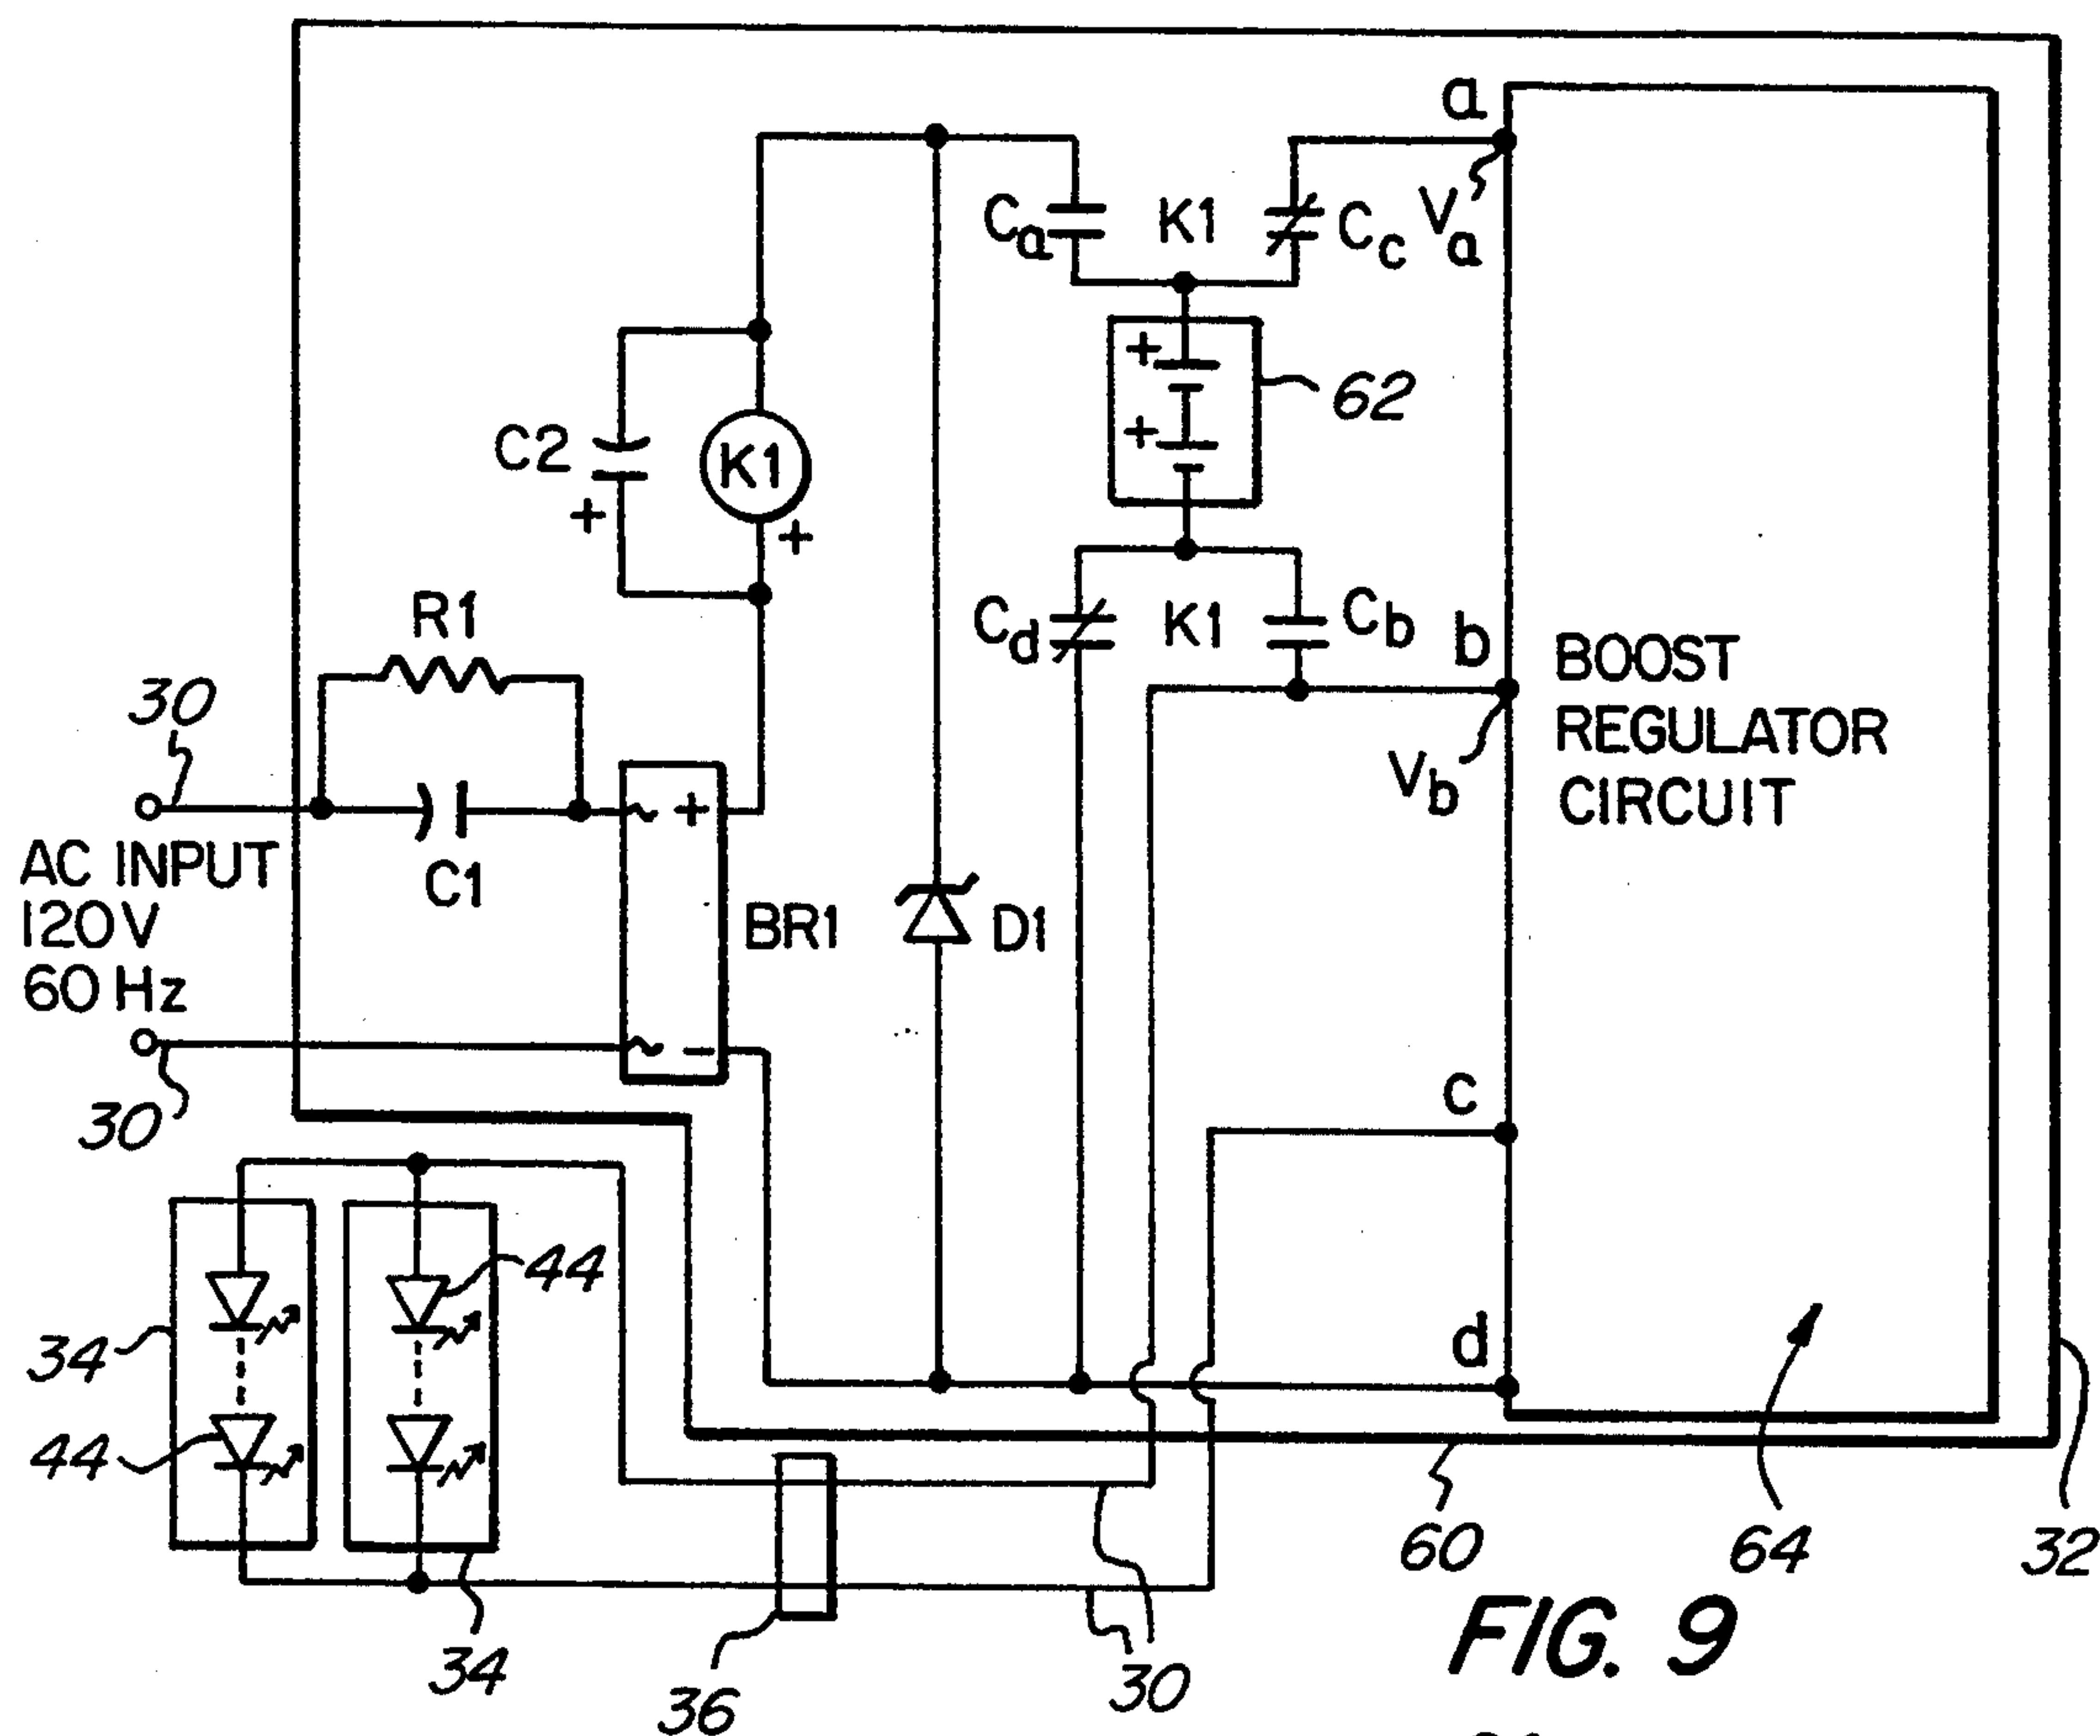 a
Ca
K1
Cc
Va
+
+
62
C2
K1
+
+
R1
Cd
K1
Cb
b
BOOST
REGULATOR
CIRCUIT
Vb
30
~ +
AC INPUT
120V
60 Hz
C1
BR1
D1
~ −
30
c
d
44
34
44
34
36
30
60
64
32
FIG. 9